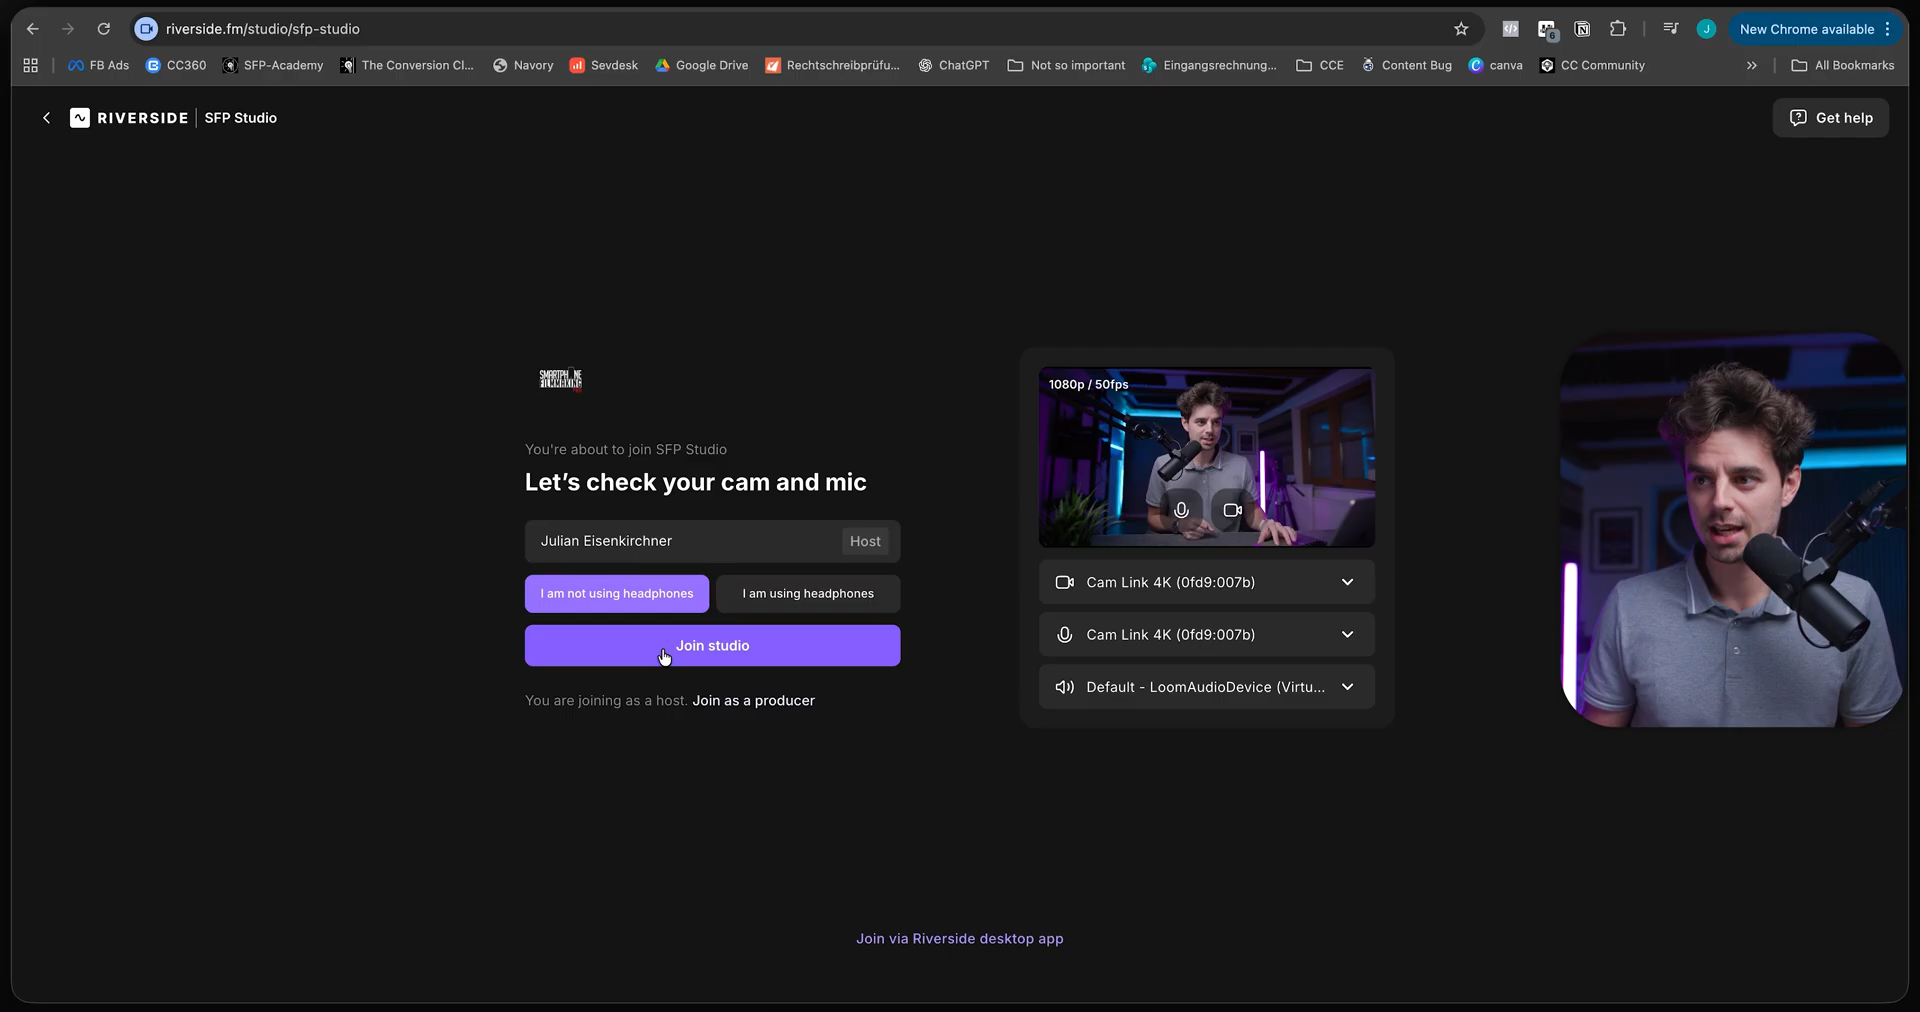 riverside.fm/studio/sfp-studio
6
J
New Chrome available
FB Ads
CC360
SFP-Academy
The Conversion Cl...
Navory
Sevdesk
Google Drive
Rechtschreibprüfu...
ChatGPT
Not so important
Eingangsrechnung...
CCE
Content Bug
canva
CC Community
All Bookmarks
RIVERSIDE
SFP Studio
Get help
SMARTPHONE
FILMMAKING
1080p / 50fps
You're about to join SFP Studio
Let’s check your cam and mic
Julian Eisenkirchner
Host
I am not using headphones
I am using headphones
Join studio
You are joining as a host. Join as a producer
Cam Link 4K (0fd9:007b)
Cam Link 4K (0fd9:007b)
Default - LoomAudioDevice (Virtu...
Join via Riverside desktop app